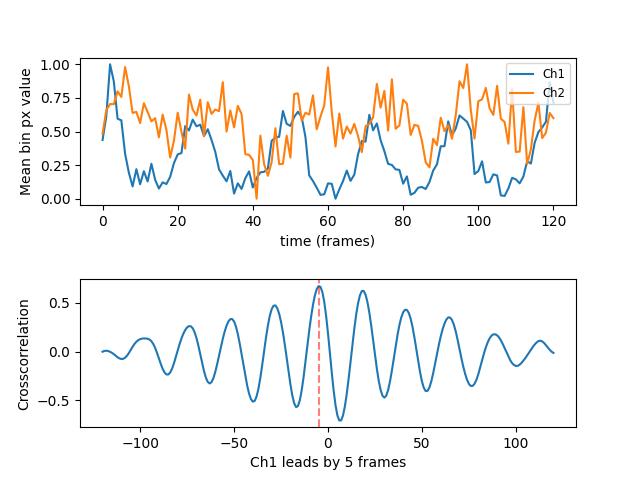 1.00
0.75
0.50
0.25
0.00
Mean bin px value
Ch1
Ch2
0 20 40 60 80 100 120
time (frames)
0.5
0.0
−0.5
Crosscorrelation
−100 −50 0 50 100
Ch1 leads by 5 frames